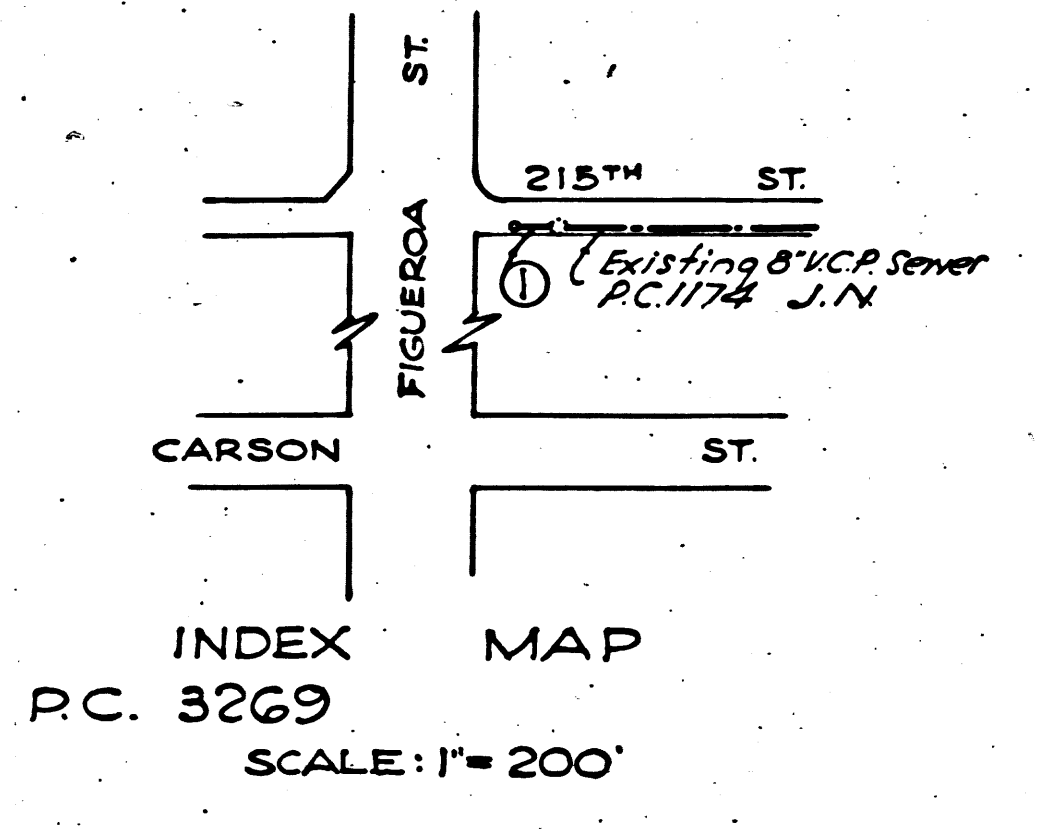 FIGUEROA ST.
215TH ST.
1
Existing 8" V.C.P. Sewer
P.C. 1174 J.N.
CARSON ST.
INDEX MAP
P.C. 3269
SCALE: 1"= 200'